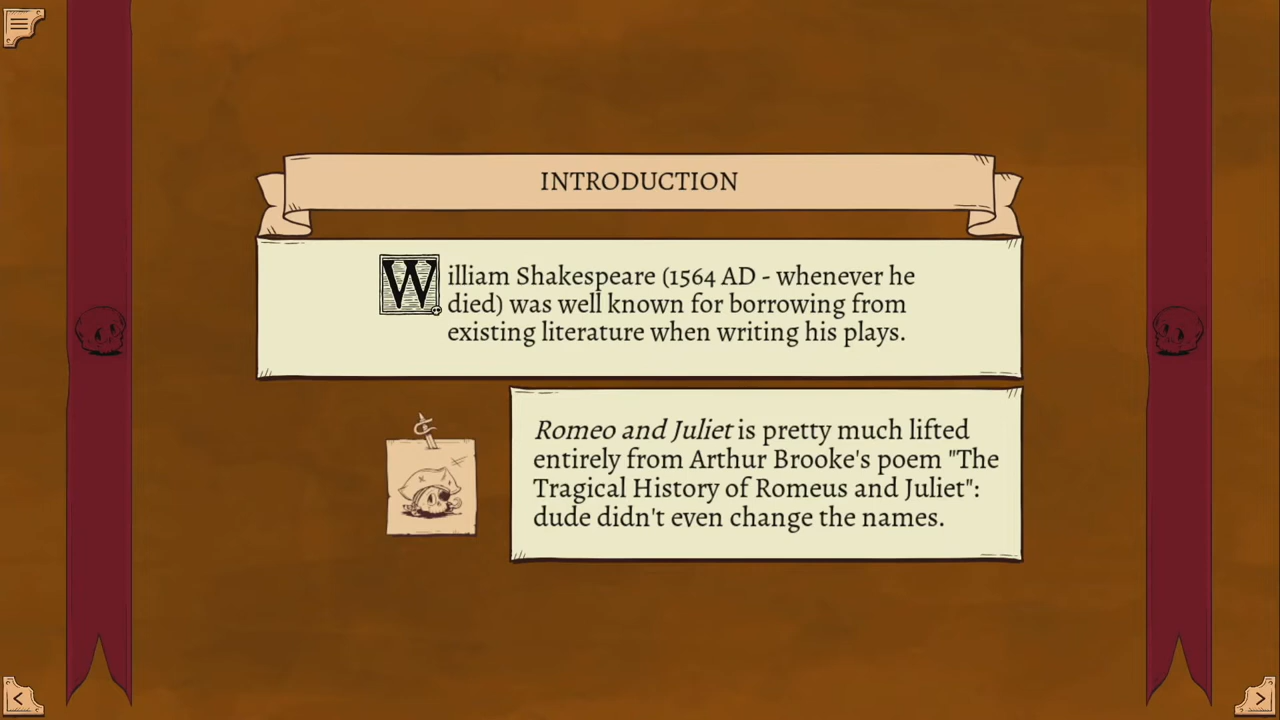 INTRODUCTION
William Shakespeare (1564 AD - whenever he
died) was well known for borrowing from
existing literature when writing his plays.
Romeo and Juliet is pretty much lifted
entirely from Arthur Brooke's poem "The
Tragical History of Romeus and Juliet":
dude didn't even change the names.
<
>